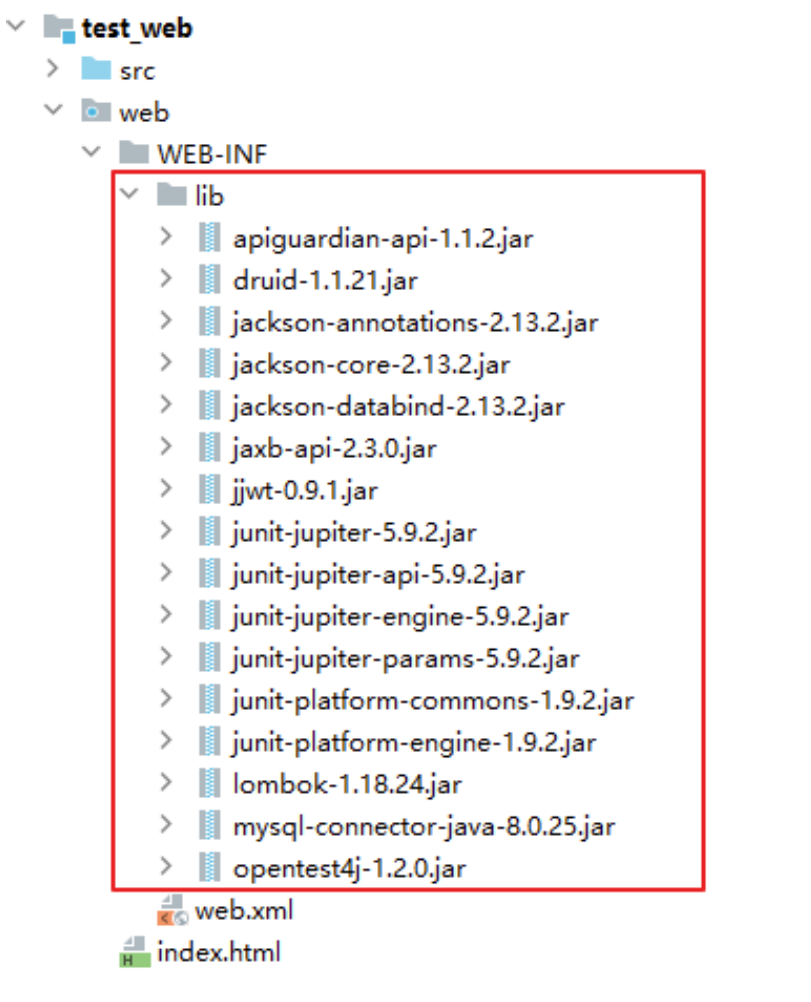 test_web
src
web
WEB-INF
lib
apiguardian-api-1.1.2.jar
druid-1.1.21.jar
jackson-annotations-2.13.2.jar
jackson-core-2.13.2.jar
jackson-databind-2.13.2.jar
jaxb-api-2.3.0.jar
jjwt-0.9.1.jar
junit-jupiter-5.9.2.jar
junit-jupiter-api-5.9.2.jar
junit-jupiter-engine-5.9.2.jar
junit-jupiter-params-5.9.2.jar
junit-platform-commons-1.9.2.jar
junit-platform-engine-1.9.2.jar
lombok-1.18.24.jar
mysql-connector-java-8.0.25.jar
opentest4j-1.2.0.jar
web.xml
index.html